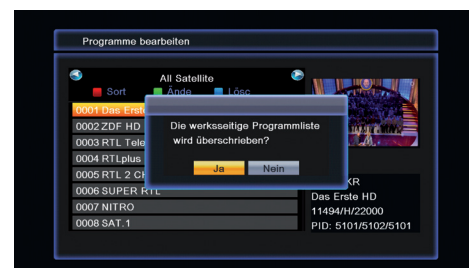 Programme bearbeiten
All Satellite
Sort Ände Lösc
0001 Das Erste
0002 ZDF HD
0003 RTL Tele
0004 RTLplus
0005 RTL 2 CH
0006 SUPER RTL
0007 NITRO
0008 SAT.1
Die werksseitige Programmliste
wird überschrieben?
Ja Nein
KR
Das Erste HD
11494/H/22000
PID: 5101/5102/5101